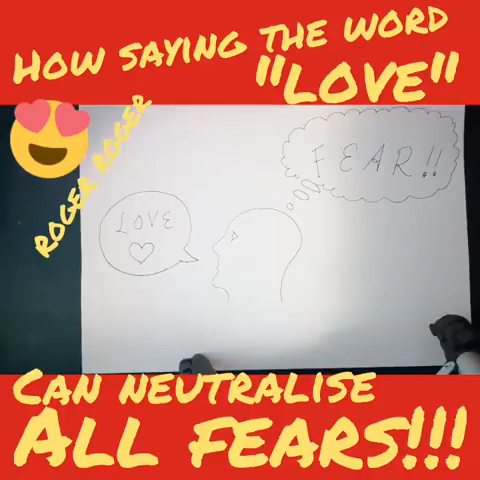 HOW SAYING THE WORD
"LOVE"
ROGER ROGER
FEAR!!
LOVE
CAN NEUTRALISE
ALL FEARS!!!